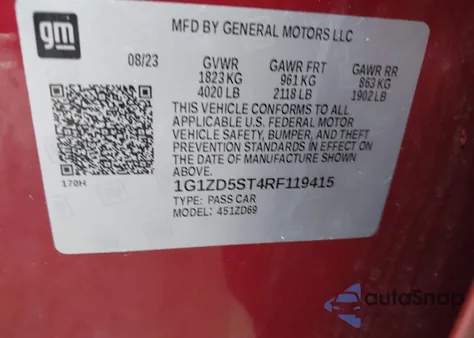 gm
MFD BY GENERAL MOTORS LLC
08/23 GVWR GAWR FRT GAWR RR
1823 KG 961 KG 863 KG
4020 LB 2118 LB 1902 LB
THIS VEHICLE CONFORMS TO ALL
APPLICABLE U.S. FEDERAL MOTOR
VEHICLE SAFETY, BUMPER, AND THEFT
PREVENTION STANDARDS IN EFFECT ON
THE DATE OF MANUFACTURE SHOWN
ABOVE.
170H
1G1ZD5ST4RF119415
TYPE: PASS CAR
MODEL: 451ZD69
autoSnap